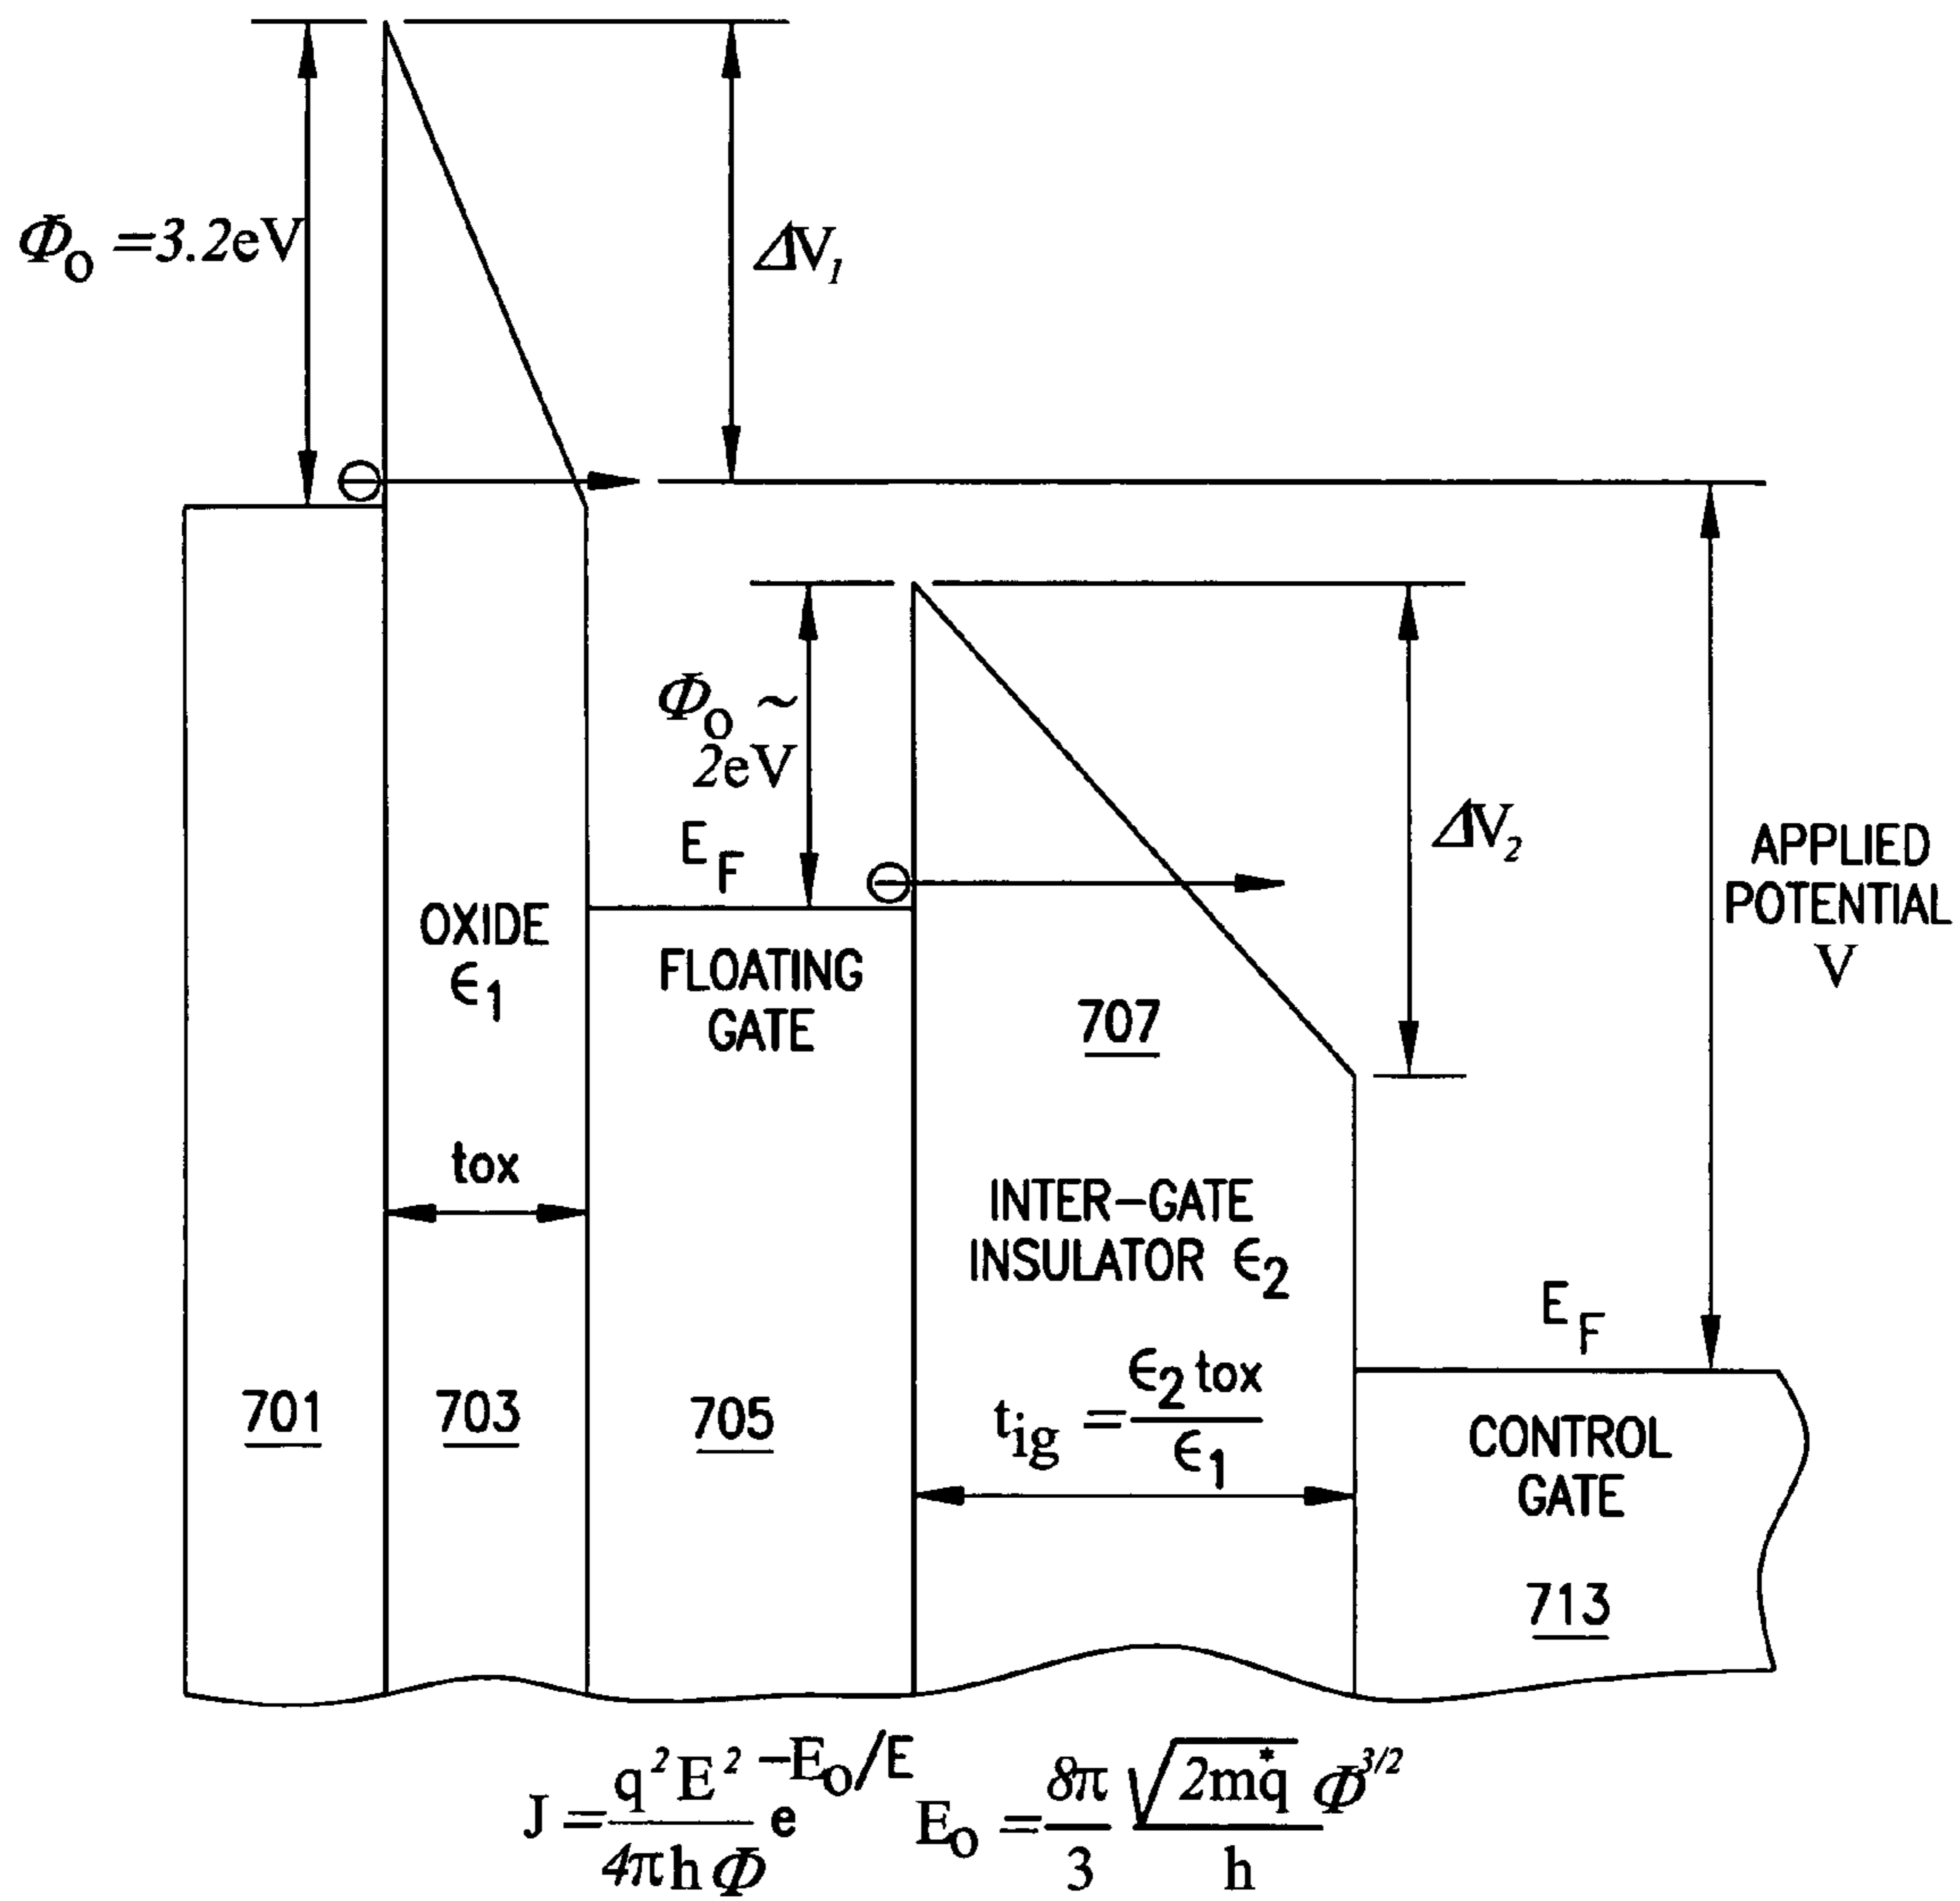 Φo =3.2eV
ΔV1
Φo ~
2eV
EF
ΔV2
APPLIED
POTENTIAL
V
OXIDE
ϵ1
FLOATING
GATE
707
tox
INTER-GATE
INSULATOR ϵ2
EF
701
703
705
tig = ϵ2 tox / ϵ1
CONTROL
GATE
713
J = q²E² / 4πhΦ e −Eo/E Eo = 8π/3 √2m*q Φ3/2 / h